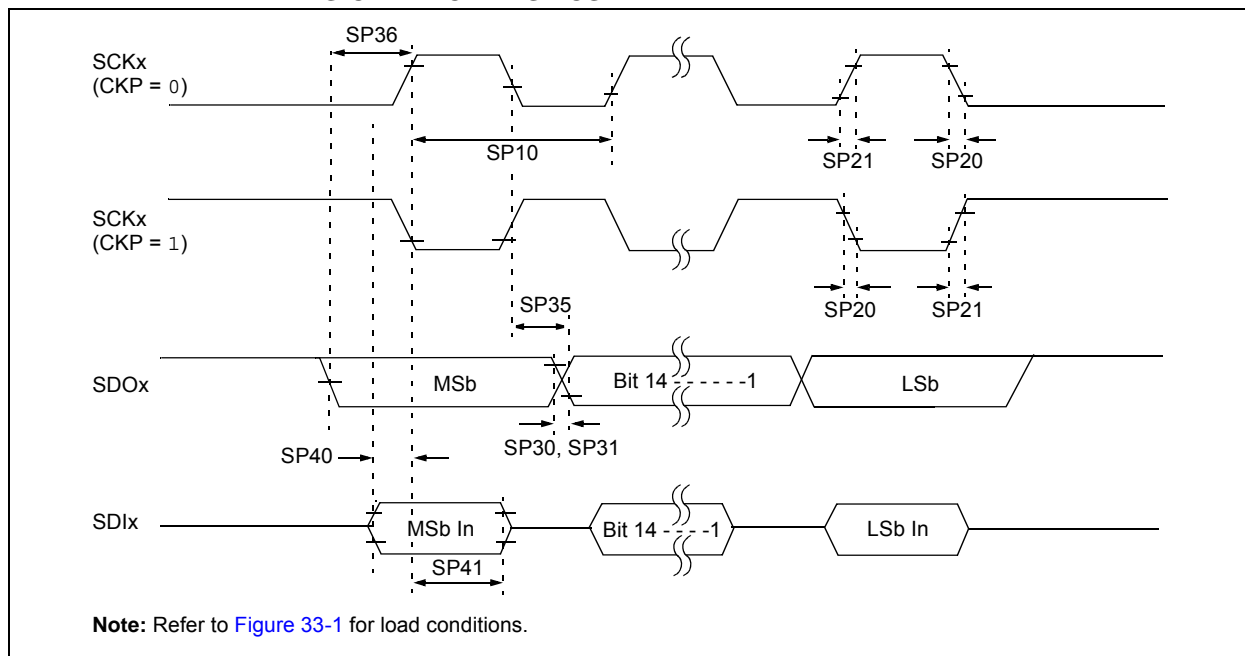 SP36
SCKx
(CKP = 0)
SP10
SP21
SP20
SCKx
(CKP = 1)
SP35
SP20
SP21
SDOx
MSb
Bit 14 - - - - - -1
LSb
SP40
SP30, SP31
SDIx
MSb In
Bit 14 - - - -1
LSb In
SP41
Note: Refer to Figure 33-1 for load conditions.